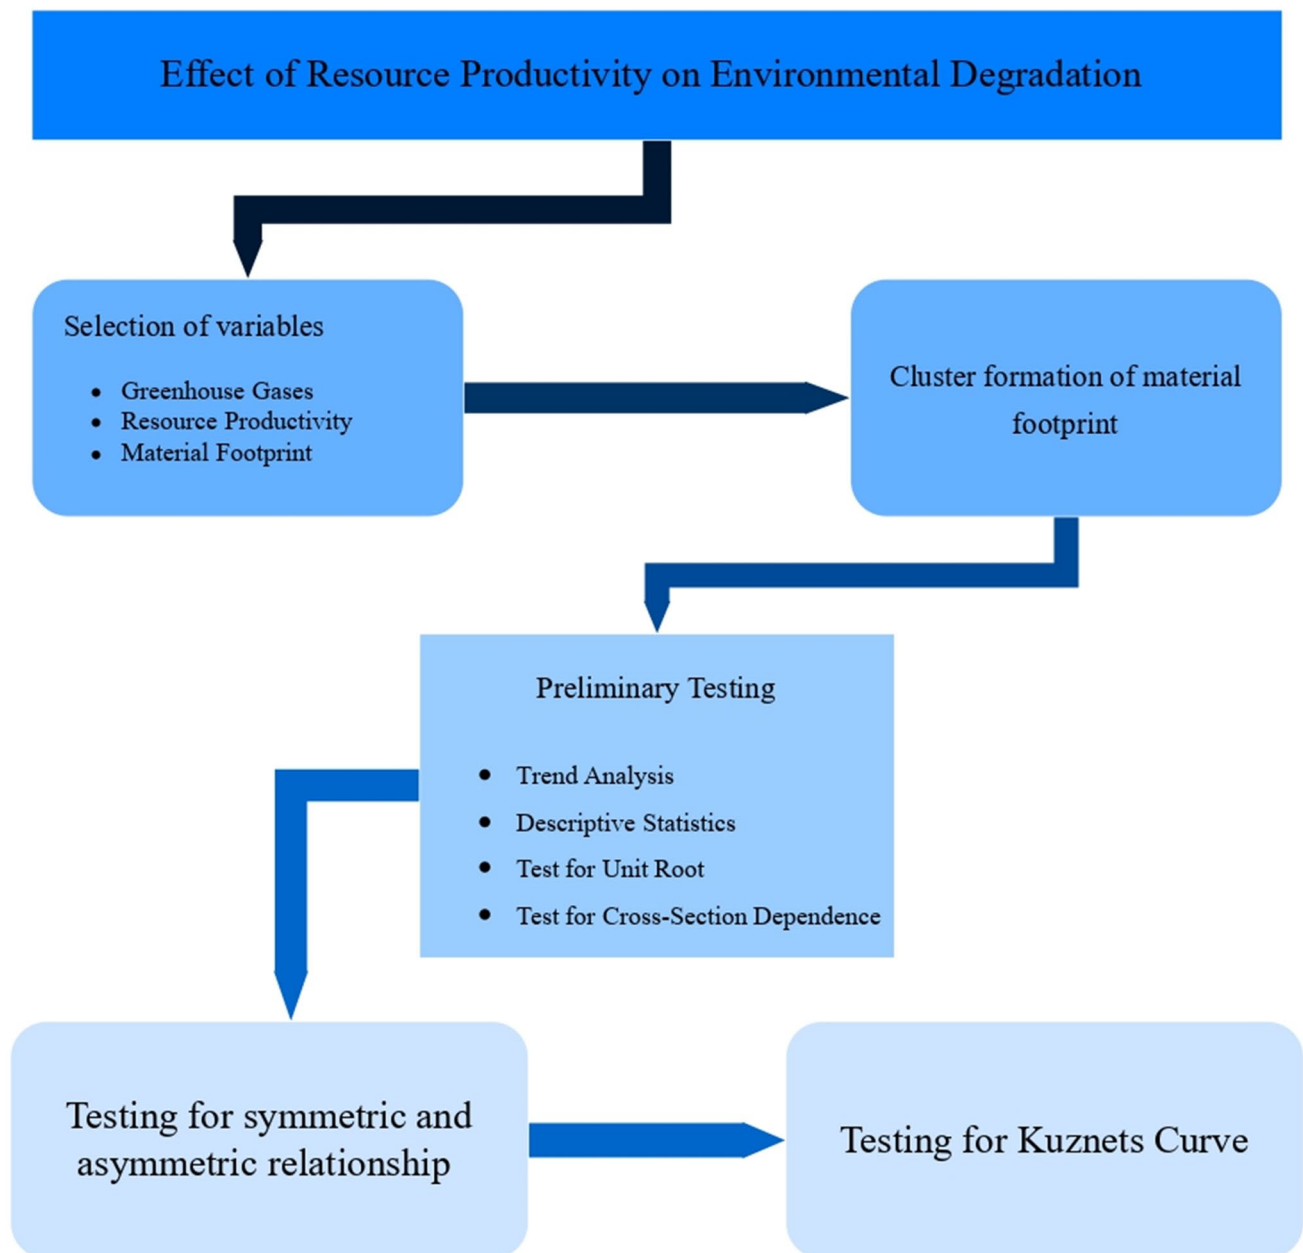 Effect of Resource Productivity on Environmental Degradation
Selection of variables
• Greenhouse Gases
• Resource Productivity
• Material Footprint
Cluster formation of material
footprint
Preliminary Testing
• Trend Analysis
• Descriptive Statistics
• Test for Unit Root
• Test for Cross-Section Dependence
Testing for symmetric and
asymmetric relationship
Testing for Kuznets Curve